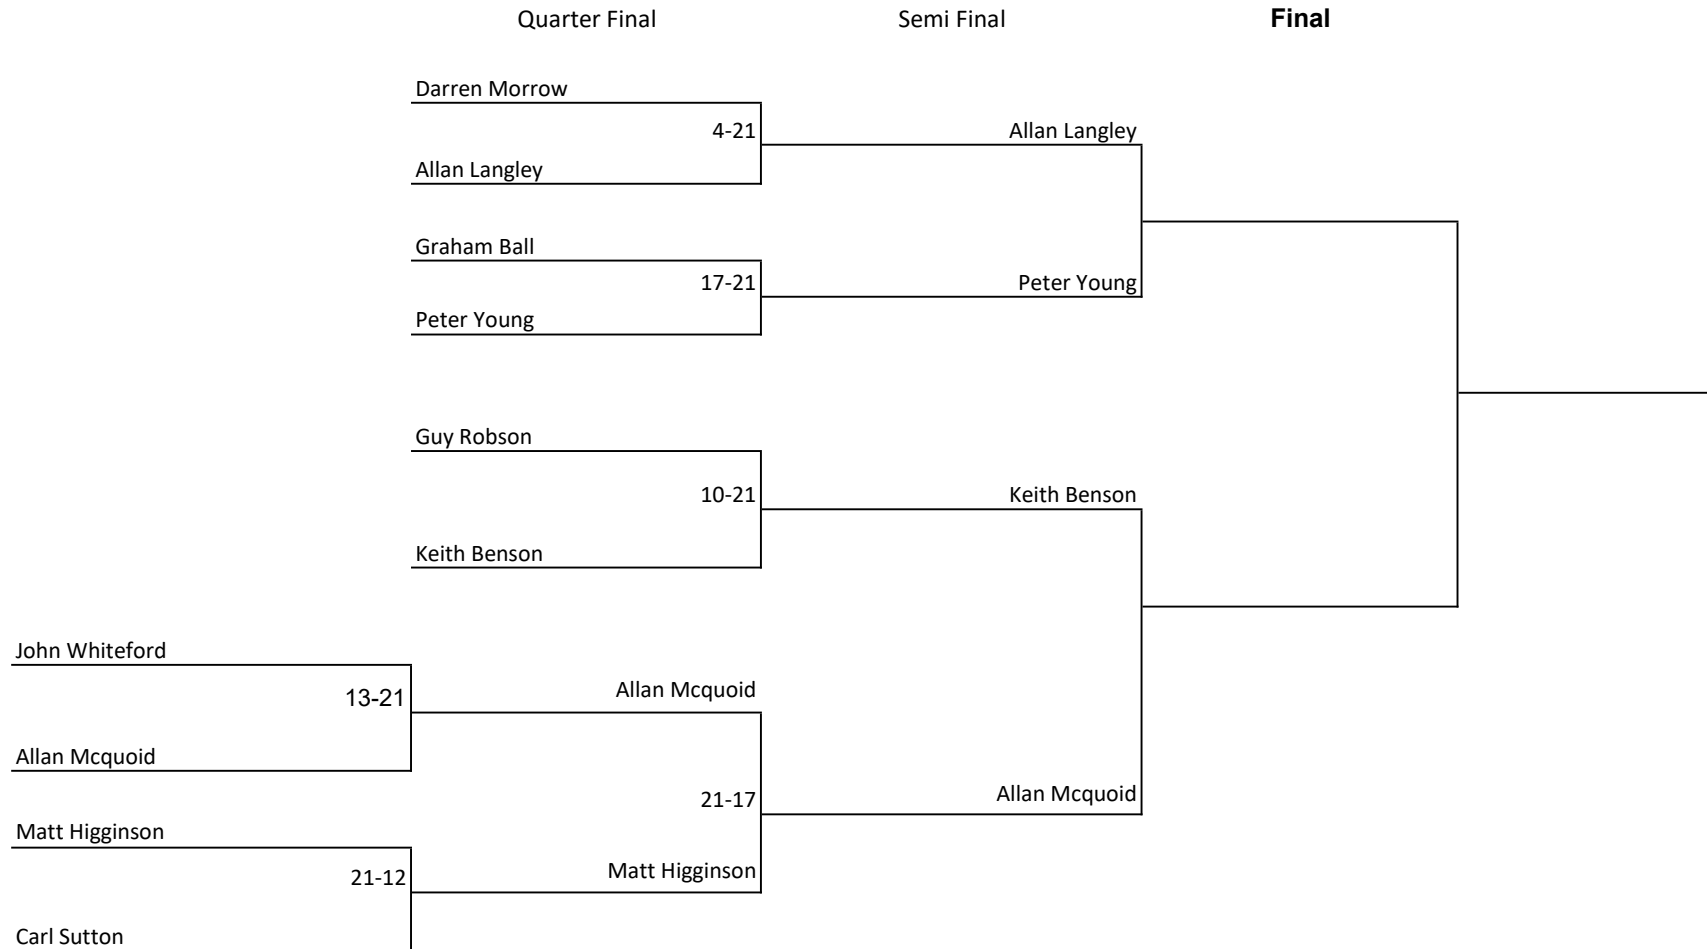 Quarter Final Semi Final Final
Darren Morrow
4-21 Allan Langley
Allan Langley
Graham Ball
17-21 Peter Young
Peter Young
Guy Robson
10-21 Keith Benson
Keith Benson
John Whiteford
13-21 Allan Mcquoid
Allan Mcquoid
21-17 Allan Mcquoid
Matt Higginson
21-12 Matt Higginson
Carl Sutton